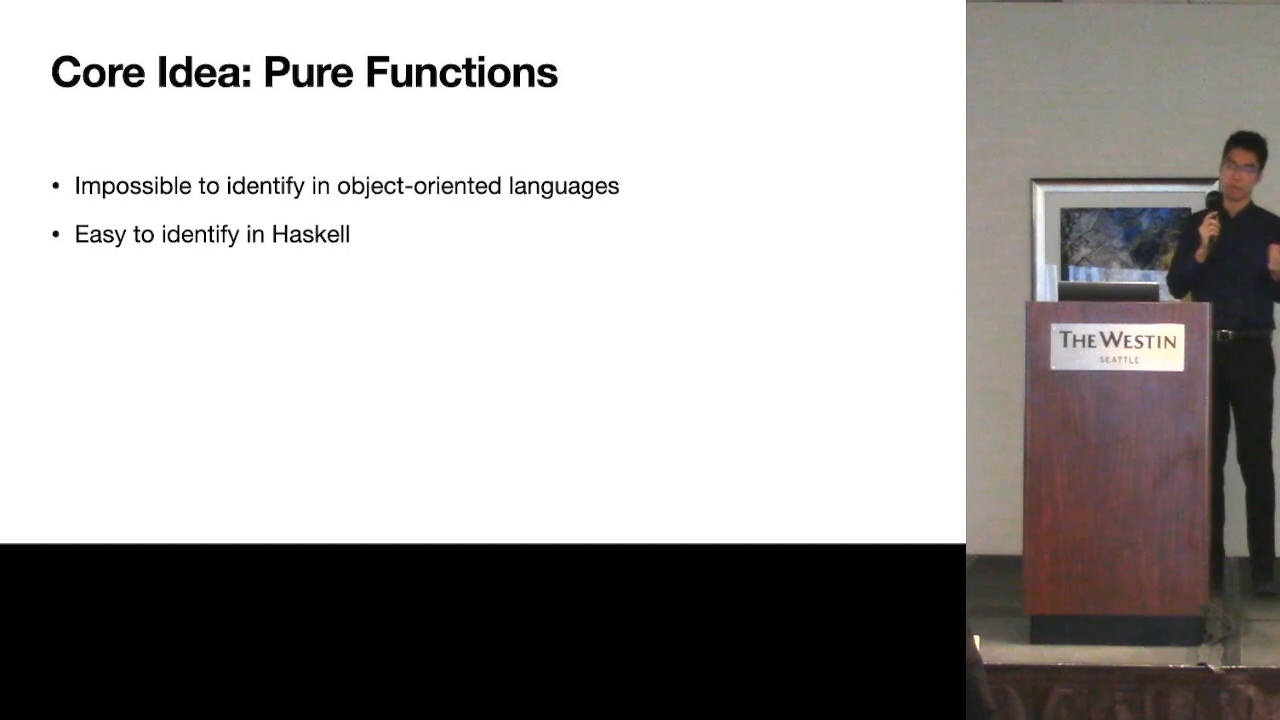 Core Idea: Pure Functions
• Impossible to identify in object-oriented languages
• Easy to identify in Haskell
THE WESTIN
SEATTLE